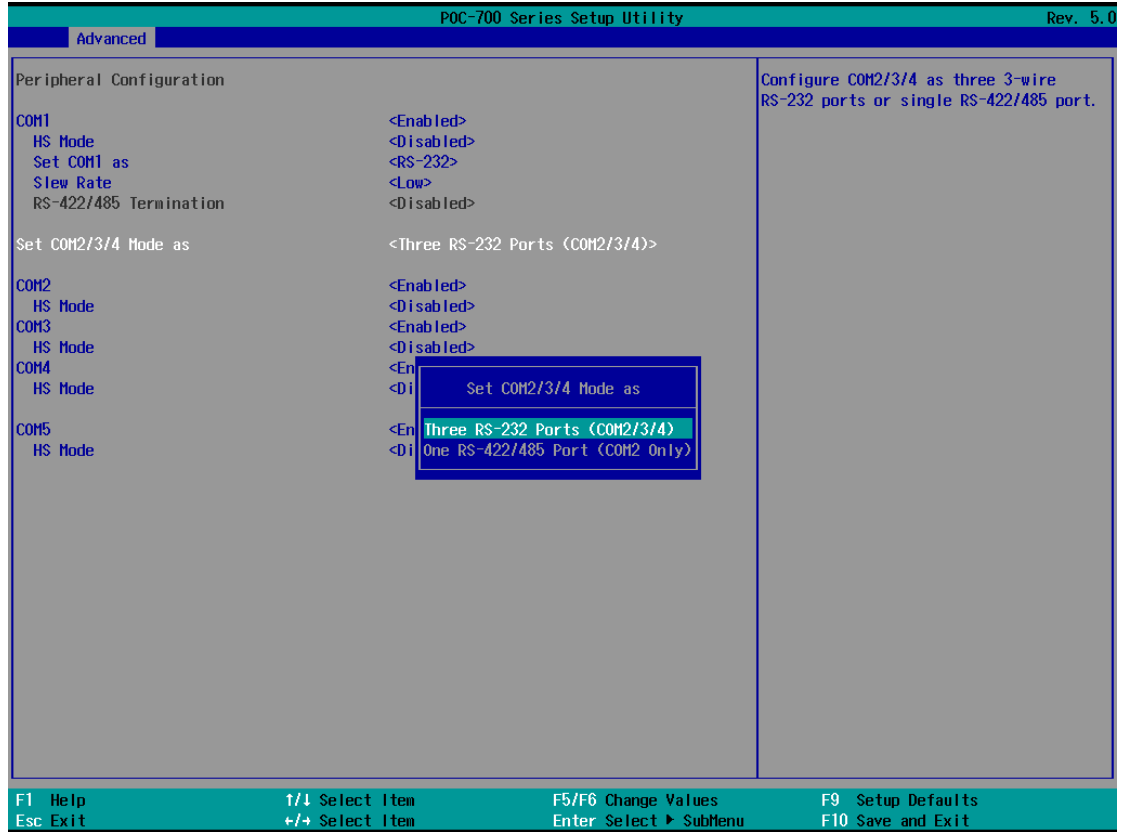 POC-700 Series Setup Utility Rev. 5.0
Advanced
Peripheral Configuration
Configure COM2/3/4 as three 3-wire
RS-232 ports or single RS-422/485 port.
COM1 <Enabled>
HS Mode <Disabled>
Set COM1 as <RS-232>
Slew Rate <Low>
RS-422/485 Termination <Disabled>
Set COM2/3/4 Mode as <Three RS-232 Ports (COM2/3/4)>
COM2 <Enabled>
HS Mode <Disabled>
COM3 <Enabled>
HS Mode <Disabled>
COM4 <En
HS Mode <Di
COM5 <En
HS Mode <Di
Set COM2/3/4 Mode as
Three RS-232 Ports (COM2/3/4)
One RS-422/485 Port (COM2 Only)
F1 Help ↑/↓ Select Item F5/F6 Change Values F9 Setup Defaults
Esc Exit ←/→ Select Item Enter Select ▶ SubMenu F10 Save and Exit